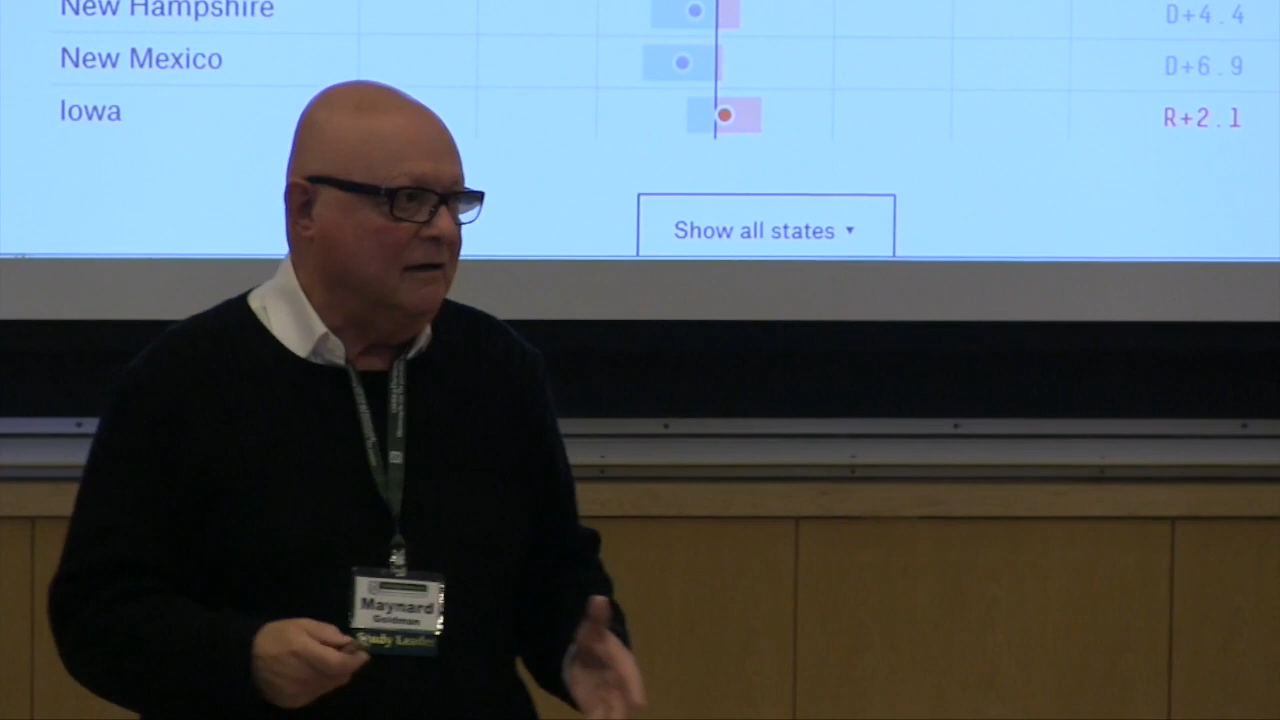 New Hampshire D+4.4
New Mexico D+6.9
Iowa R+2.1
Show all states ▾
Maynard
Goldman
Study Leader